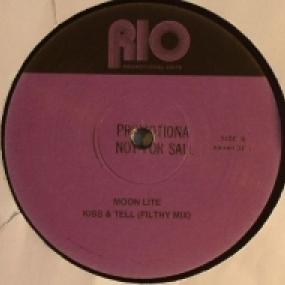 RIO
PROMOTIONAL COPY
PROMOTIONA
NOT FOR SAL
SIDE
MOON LITE
KISS & TELL (FILTHY MIX)